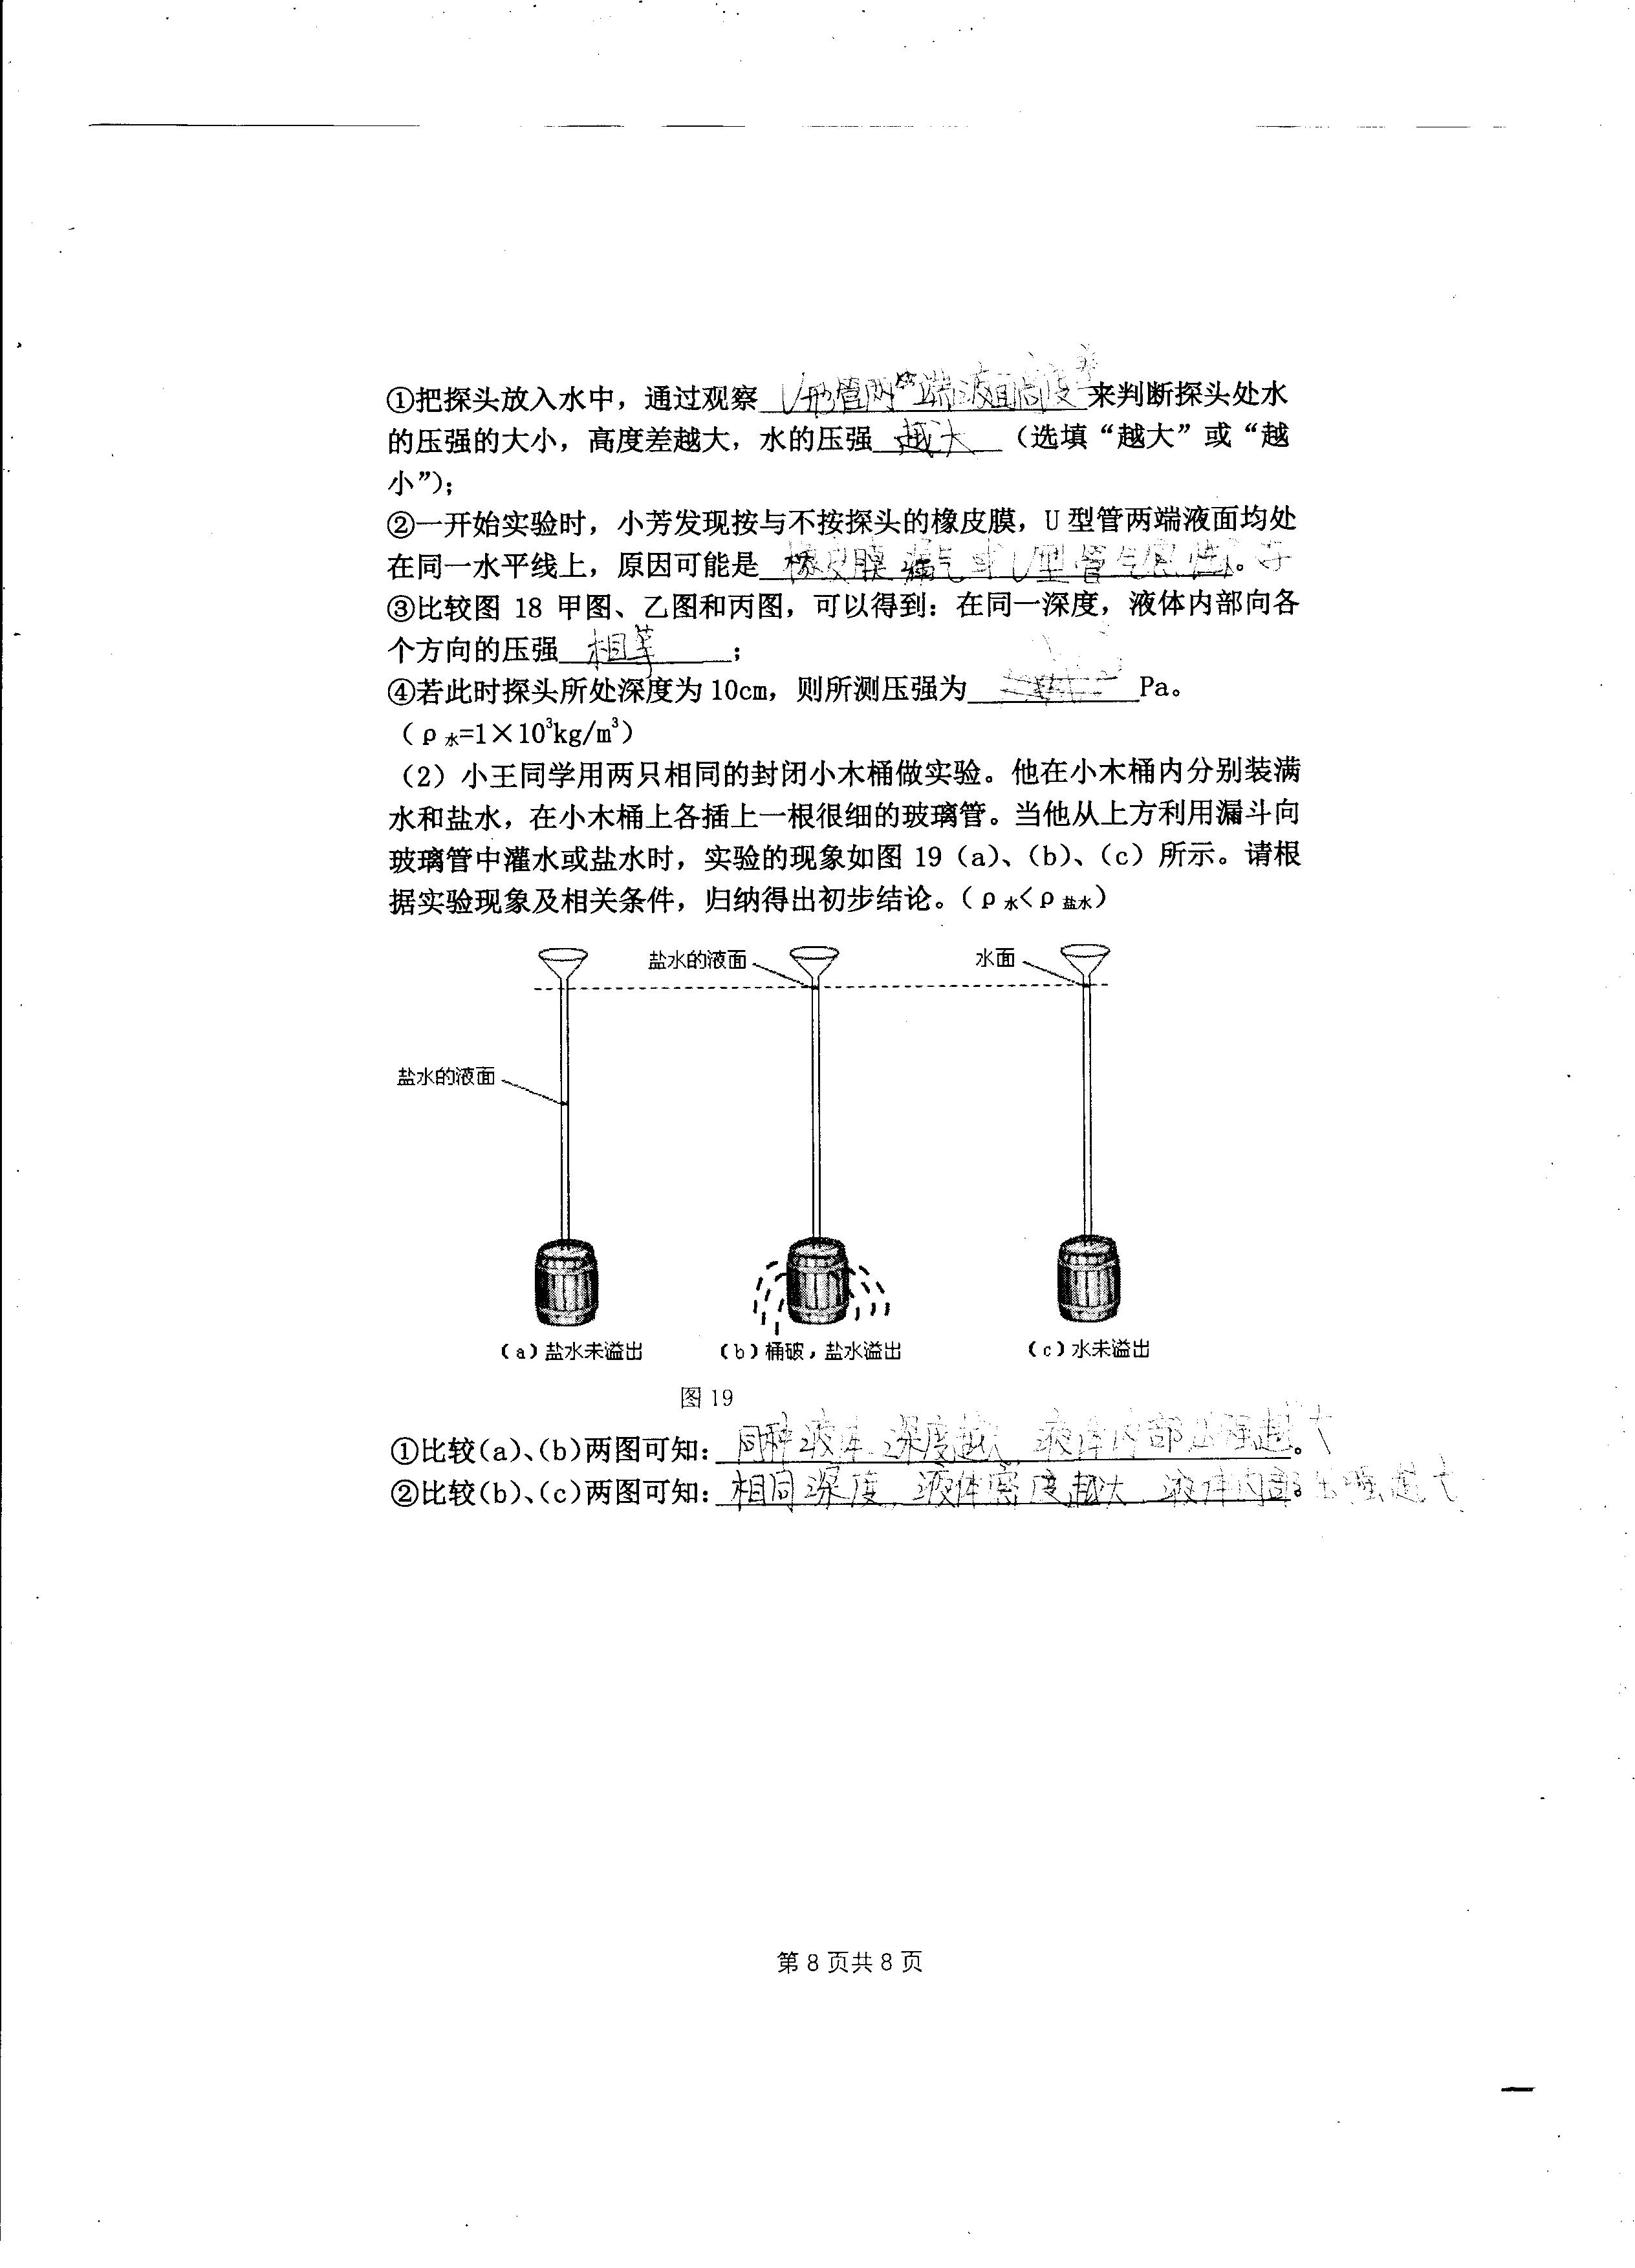 ①把探头放入水中，通过观察 U形管两端液面高度差 来判断探头处水
的压强的大小，高度差越大，水的压强 越大 （选填“越大”或“越
小”）；
②一开始实验时，小芳发现按与不按探头的橡皮膜，U型管两端液面均处
在同一水平线上，原因可能是 橡皮膜漏气或U型管气密性 。
③比较图 18 甲图、乙图和丙图，可以得到：在同一深度，液体内部向各
个方向的压强 相等 ；
④若此时探头所处深度为10cm，则所测压强为 Pa。
（ρ水=1×10³kg/m³）
（2）小王同学用两只相同的封闭小木桶做实验。他在小木桶内分别装满
水和盐水，在小木桶上各插上一根很细的玻璃管。当他从上方利用漏斗向
玻璃管中灌水或盐水时，实验的现象如图 19（a）、（b）、（c）所示。请根
据实验现象及相关条件，归纳得出初步结论。（ρ水<ρ盐水）
盐水的液面 水面
盐水的液面
（a）盐水未溢出 （b）桶破，盐水溢出 （c）水未溢出
图 19
①比较(a)、(b)两图可知： 同种液体 深度越大 液体内部压强越大 。
②比较(b)、(c)两图可知： 相同深度 液体密度越大 液体内部压强越大 。
第 8 页共 8 页